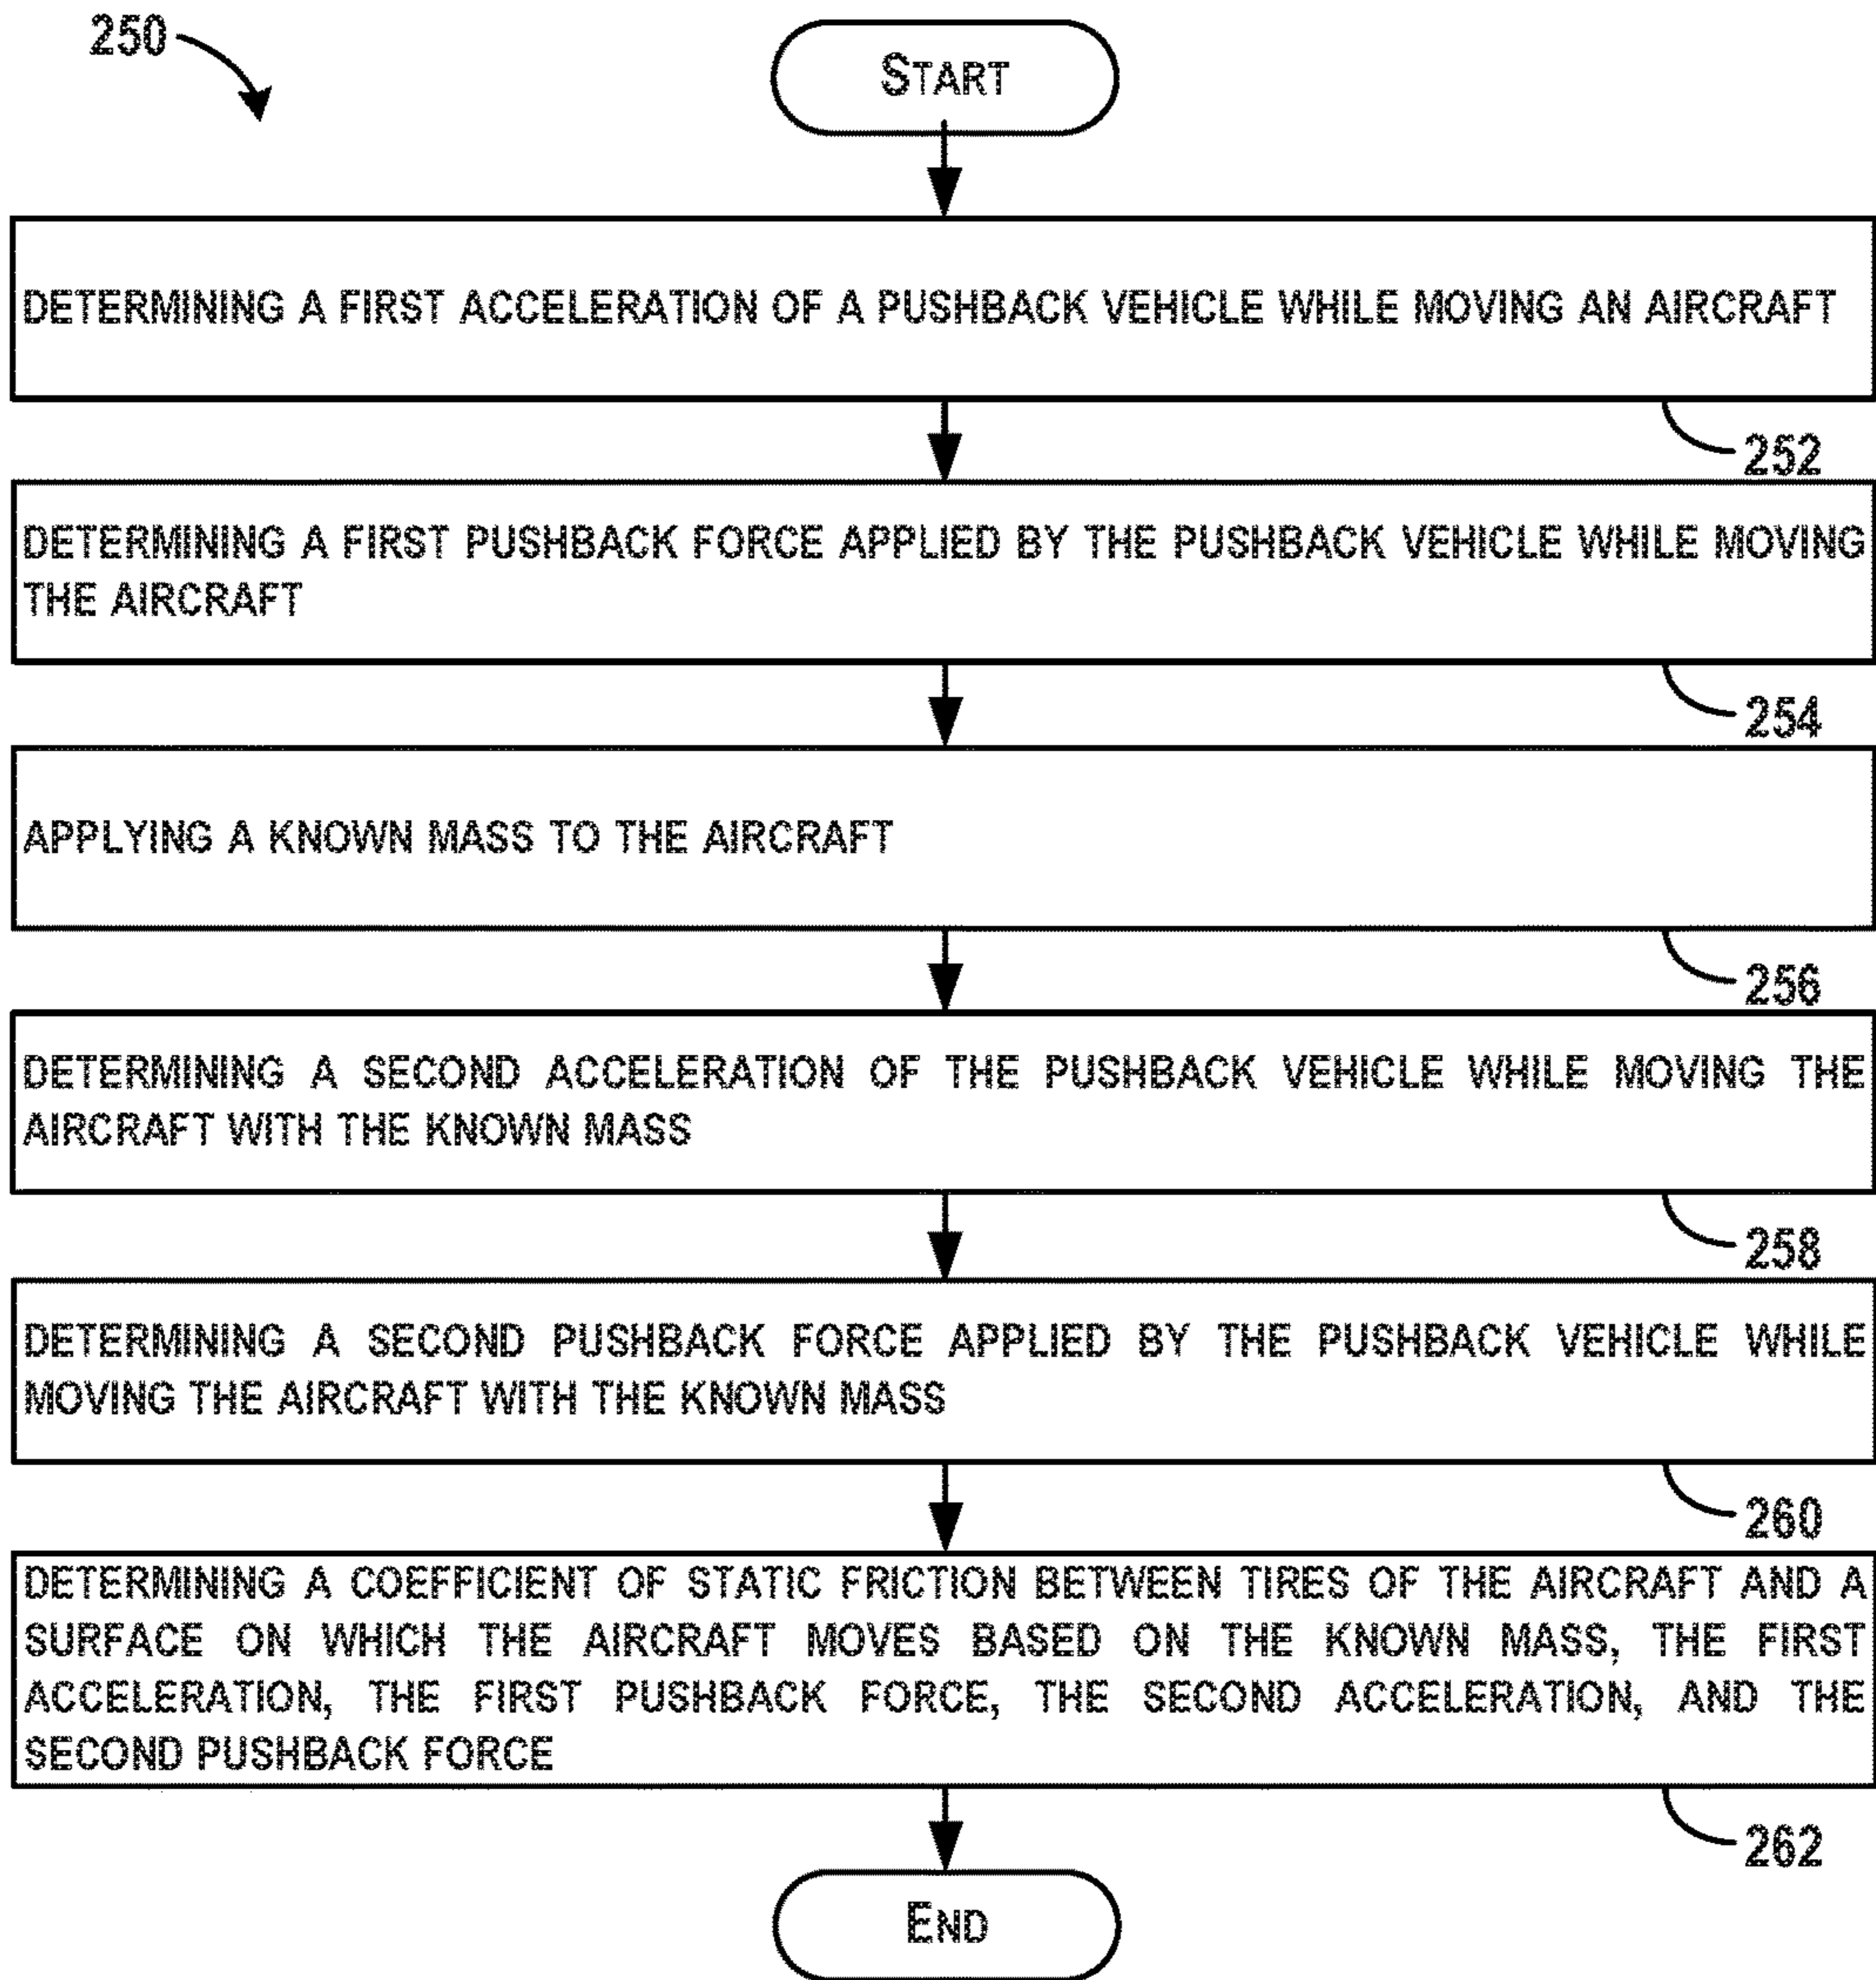 250
START
DETERMINING A FIRST ACCELERATION OF A PUSHBACK VEHICLE WHILE MOVING AN AIRCRAFT
252
DETERMINING A FIRST PUSHBACK FORCE APPLIED BY THE PUSHBACK VEHICLE WHILE MOVING
THE AIRCRAFT
254
APPLYING A KNOWN MASS TO THE AIRCRAFT
256
DETERMINING A SECOND ACCELERATION OF THE PUSHBACK VEHICLE WHILE MOVING THE
AIRCRAFT WITH THE KNOWN MASS
258
DETERMINING A SECOND PUSHBACK FORCE APPLIED BY THE PUSHBACK VEHICLE WHILE
MOVING THE AIRCRAFT WITH THE KNOWN MASS
260
DETERMINING A COEFFICIENT OF STATIC FRICTION BETWEEN TIRES OF THE AIRCRAFT AND A
SURFACE ON WHICH THE AIRCRAFT MOVES BASED ON THE KNOWN MASS, THE FIRST
ACCELERATION, THE FIRST PUSHBACK FORCE, THE SECOND ACCELERATION, AND THE
SECOND PUSHBACK FORCE
262
END